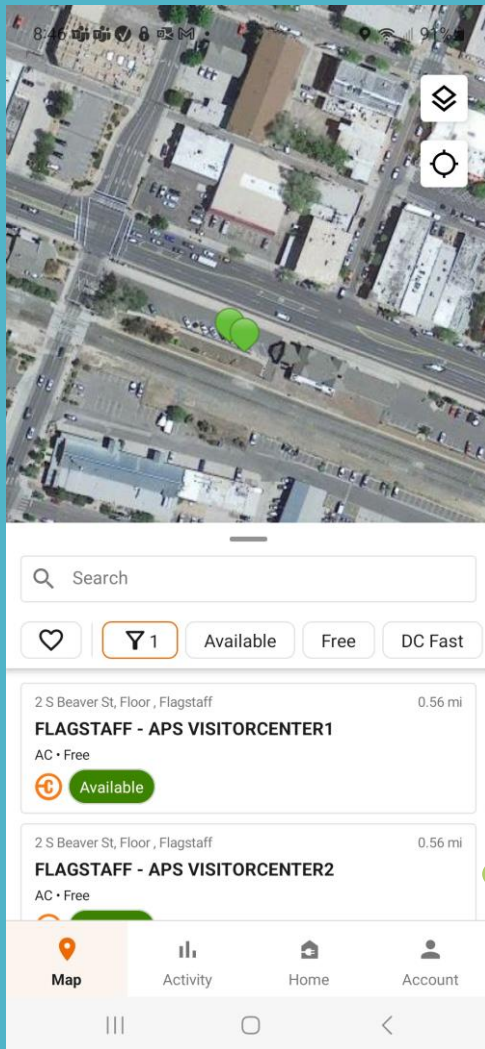 8:46
91%
Search
1
Available
Free
DC Fast
2 S Beaver St, Floor , Flagstaff
0.56 mi
FLAGSTAFF - APS VISITORCENTER1
AC • Free
Available
2 S Beaver St, Floor , Flagstaff
0.56 mi
FLAGSTAFF - APS VISITORCENTER2
AC • Free
Map
Activity
Home
Account